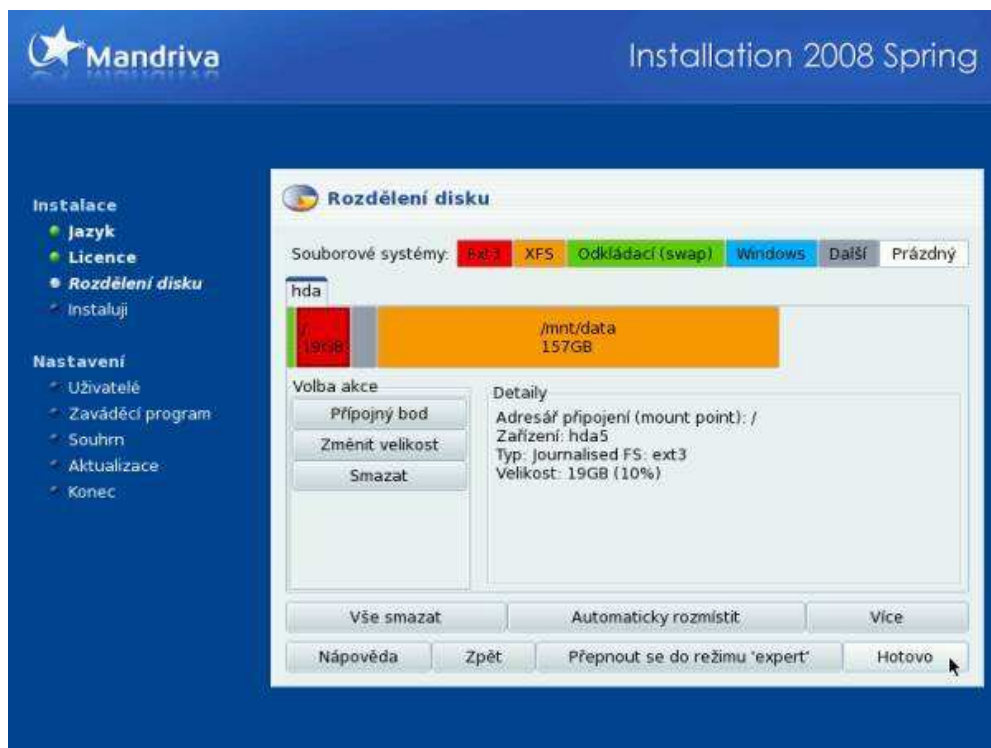 Mandriva
Installation 2008 Spring
Instalace
Jazyk
Licence
Rozdělení disku
Instaluji
Nastavení
Uživatelé
Zaváděcí program
Souhrn
Aktualizace
Konec
Rozdělení disku
Souborové systémy: Ext3 XFS Odkládací (swap) Windows Další Prázdný
hda
/
19GB
/mnt/data
157GB
Volba akce
Přípojný bod
Změnit velikost
Smazat
Detaily
Adresář připojení (mount point): /
Zařízení: hda5
Typ: Journalised FS: ext3
Velikost: 19GB (10%)
Vše smazat Automaticky rozmístit Více
Nápověda Zpět Přepnout se do režimu 'expert' Hotovo